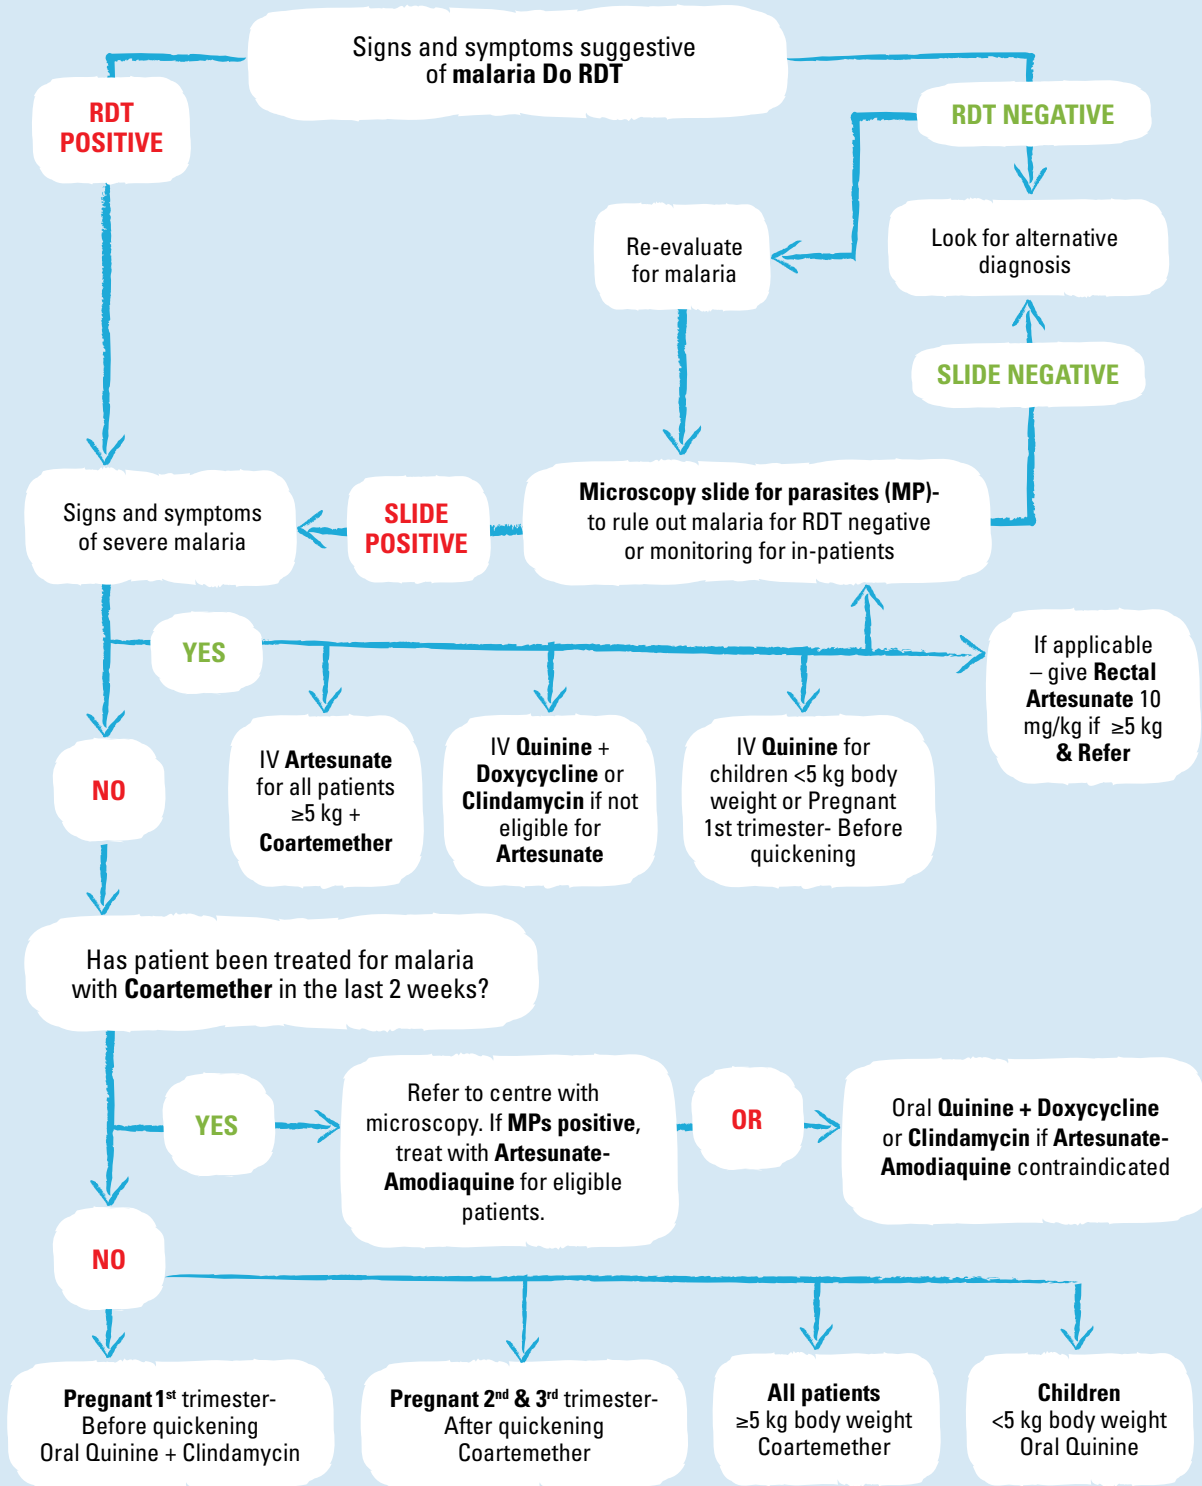 Signs and symptoms suggestive
of malaria Do RDT
RDT
POSITIVE
RDT NEGATIVE
Re-evaluate
for malaria
Look for alternative
diagnosis
SLIDE NEGATIVE
Signs and symptoms
of severe malaria
SLIDE
POSITIVE
Microscopy slide for parasites (MP)-
to rule out malaria for RDT negative
or monitoring for in-patients
YES
If applicable
– give Rectal
Artesunate 10
mg/kg if ≥5 kg
& Refer
NO
IV Artesunate
for all patients
≥5 kg +
Coartemether
IV Quinine +
Doxycycline or
Clindamycin if not
eligible for
Artesunate
IV Quinine for
children <5 kg body
weight or Pregnant
1st trimester- Before
quickening
Has patient been treated for malaria
with Coartemether in the last 2 weeks?
YES
Refer to centre with
microscopy. If MPs positive,
treat with Artesunate-
Amodiaquine for eligible
patients.
OR
Oral Quinine + Doxycycline
or Clindamycin if Artesunate-
Amodiaquine contraindicated
NO
Pregnant 1st trimester-
Before quickening
Oral Quinine + Clindamycin
Pregnant 2nd & 3rd trimester-
After quickening
Coartemether
All patients
≥5 kg body weight
Coartemether
Children
<5 kg body weight
Oral Quinine